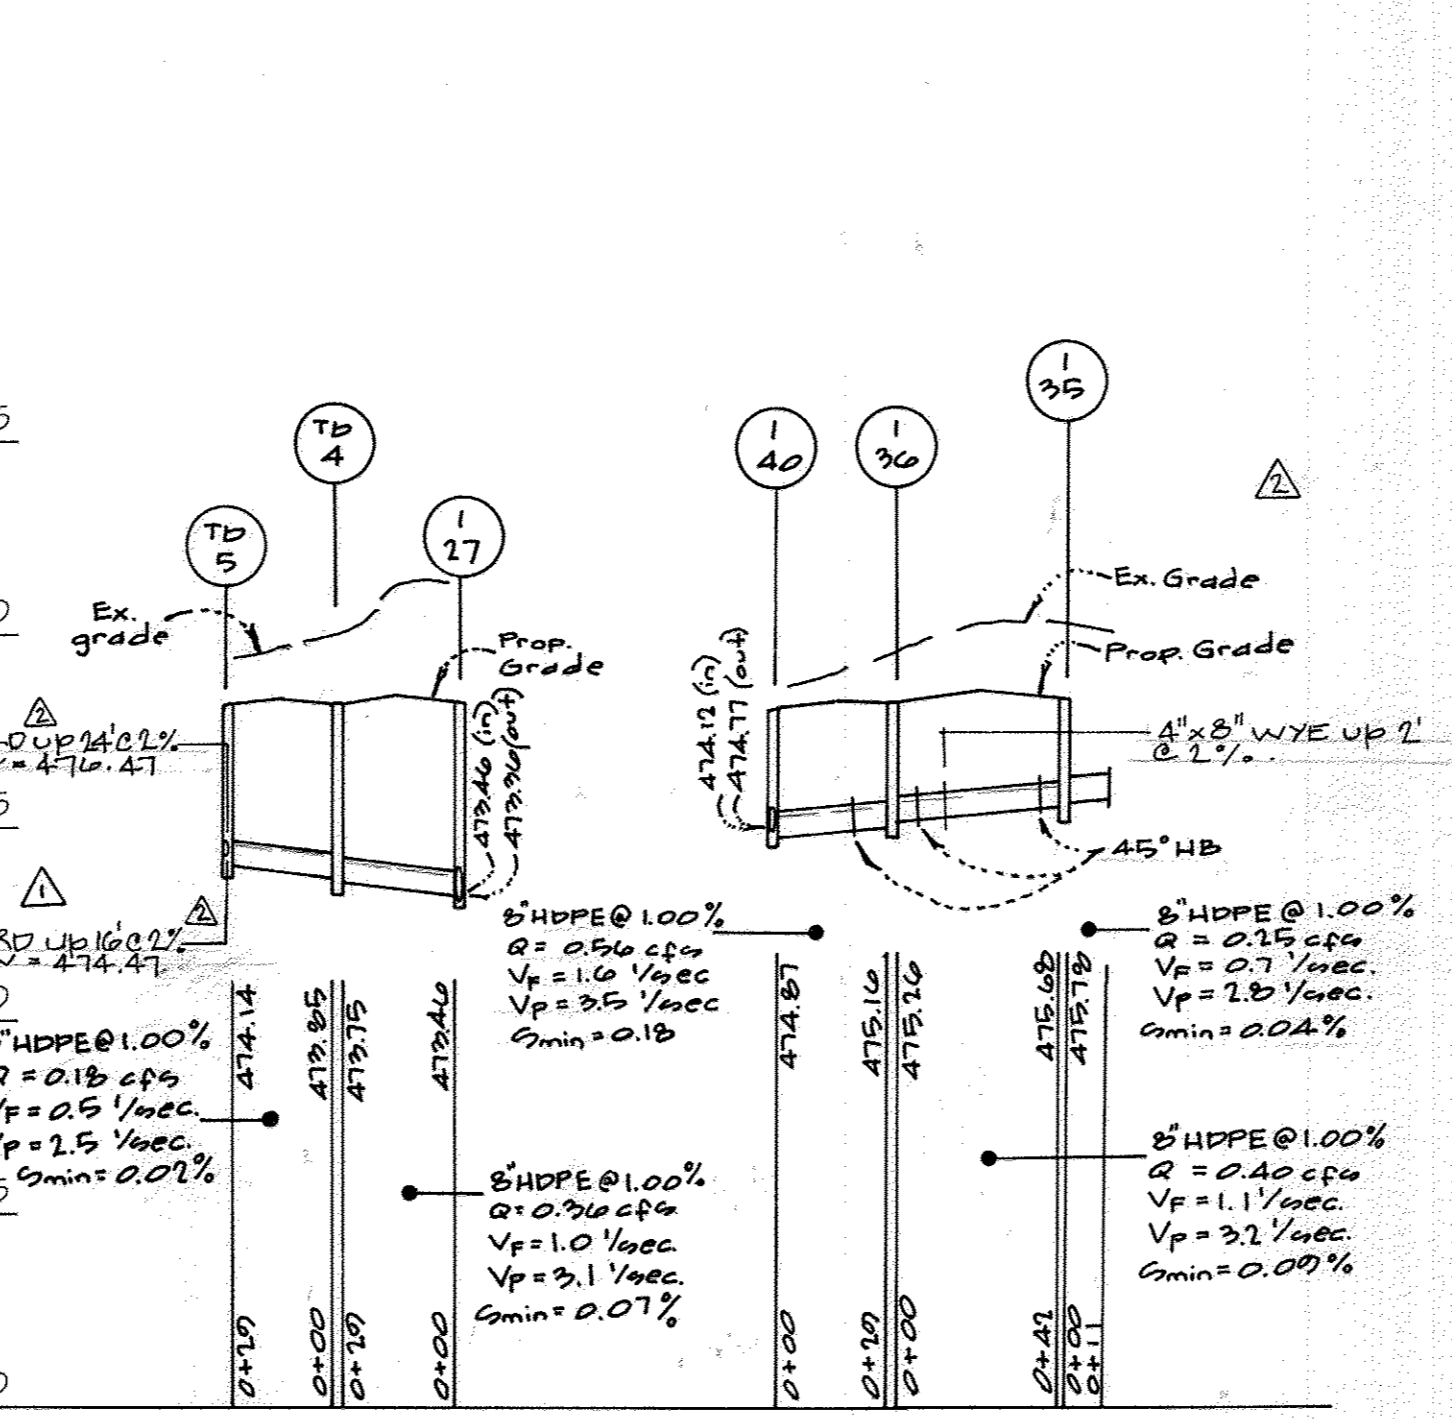 I
35
Tb
4
I
40
I
36
2
Tb
5
I
27
Ex. Grade
Ex.
grade
Prop.
Grade
Prop. Grade
474.12 (in)
474.77 (out)
473.46 (in)
473.36 (out)
2
up 24' @ 2%
= 476.47
4"x8" WYE up 2'
@ 2%.
45° HB
1
2
RD up 16' @ 2%
= 474.47
8"HDPE@ 1.00%
Q= 0.56 cfs
VF = 1.6 '/sec
Vp = 3.5 '/sec
Smin = 0.18
8"HDPE @ 1.00%
Q = 0.25 cfs
VF = 0.7 '/sec.
Vp = 2.8 '/sec.
Smin = 0.04%
"HDPE@1.00%
= 0.18 cfs
F = 0.5 '/sec.
p = 2.5 '/sec.
Smin= 0.02%
474.14
473.85
473.75
473.46
474.87
475.16
475.26
475.68
475.78
8"HDPE@1.00%
Q= 0.36 cfs
VF = 1.0 '/sec.
Vp = 3.1 '/sec.
Smin= 0.07%
8"HDPE@1.00%
Q = 0.40 cfs
VF = 1.1 '/sec.
Vp = 3.2 '/sec.
Smin= 0.09%
0+29
0+00
0+29
0+00
0+00
0+29
0+00
0+42
0+00
0+11